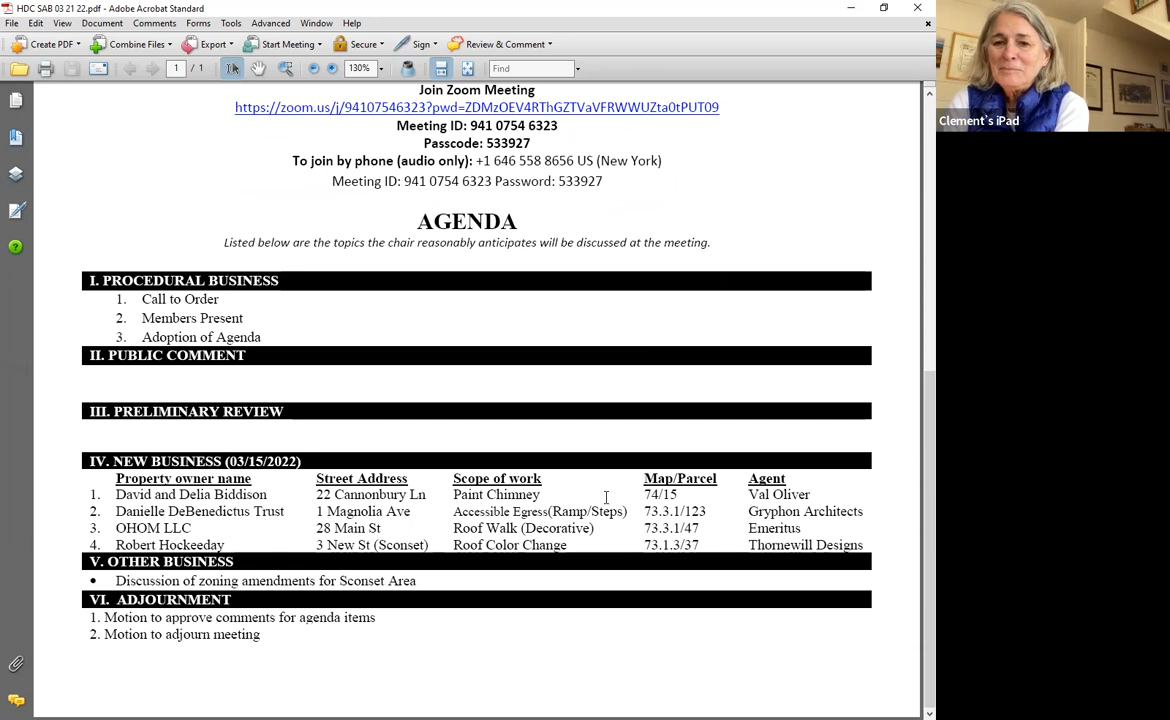 HDC SAB 03 21 22.pdf - Adobe Acrobat Standard
File Edit View Document Comments Forms Tools Advanced Window Help
Create PDF Combine Files Export Start Meeting Secure Sign Review & Comment
1 / 1 130% Find
Clement's iPad
Join Zoom Meeting
https://zoom.us/j/94107546323?pwd=ZDMzOEV4RThGZTVaVFRWWUZta0tPUT09
Meeting ID: 941 0754 6323
Passcode: 533927
To join by phone (audio only): +1 646 558 8656 US (New York)
Meeting ID: 941 0754 6323 Password: 533927
AGENDA
Listed below are the topics the chair reasonably anticipates will be discussed at the meeting.
I. PROCEDURAL BUSINESS
1. Call to Order
2. Members Present
3. Adoption of Agenda
II. PUBLIC COMMENT
III. PRELIMINARY REVIEW
IV. NEW BUSINESS (03/15/2022)
Property owner name Street Address Scope of work Map/Parcel Agent
1. David and Delia Biddison 22 Cannonbury Ln Paint Chimney 74/15 Val Oliver
2. Danielle DeBenedictus Trust 1 Magnolia Ave Accessible Egress(Ramp/Steps) 73.3.1/123 Gryphon Architects
3. OHOM LLC 28 Main St Roof Walk (Decorative) 73.3.1/47 Emeritus
4. Robert Hockeeday 3 New St (Sconset) Roof Color Change 73.1.3/37 Thornewill Designs
V. OTHER BUSINESS
• Discussion of zoning amendments for Sconset Area
VI. ADJOURNMENT
1. Motion to approve comments for agenda items
2. Motion to adjourn meeting